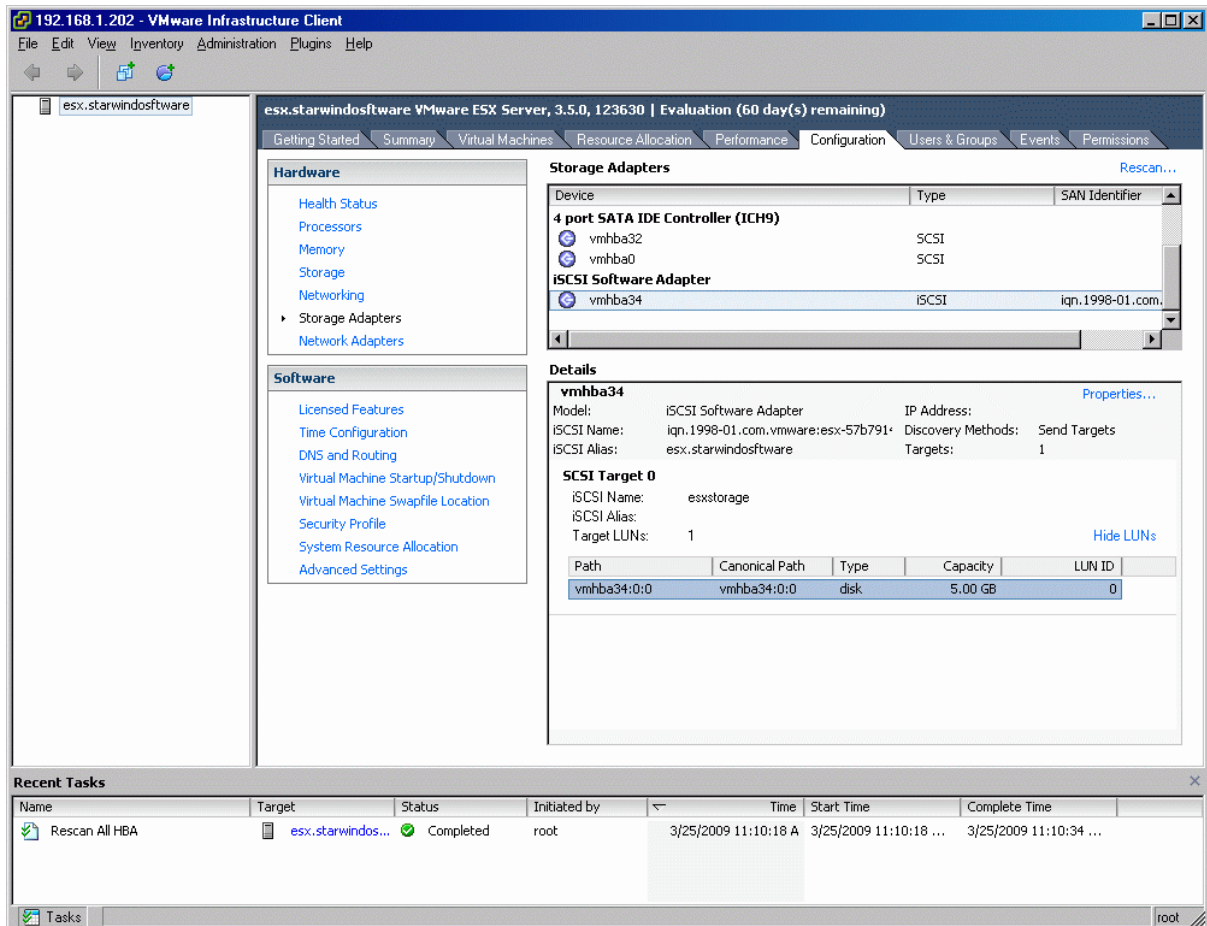 192.168.1.202 - VMware Infrastructure Client
File Edit View Inventory Administration Plugins Help
esx.starwindosftware
esx.starwindosftware VMware ESX Server, 3.5.0, 123630 | Evaluation (60 day(s) remaining)
Getting Started Summary Virtual Machines Resource Allocation Performance Configuration Users & Groups Events Permissions
Hardware
Health Status
Processors
Memory
Storage
Networking
Storage Adapters
Network Adapters
Software
Licensed Features
Time Configuration
DNS and Routing
Virtual Machine Startup/Shutdown
Virtual Machine Swapfile Location
Security Profile
System Resource Allocation
Advanced Settings
Storage Adapters Rescan...
Device Type SAN Identifier
4 port SATA IDE Controller (ICH9)
vmhba32 SCSI
vmhba0 SCSI
iSCSI Software Adapter
vmhba34 iSCSI iqn.1998-01.com.
Details
vmhba34 Properties...
Model: iSCSI Software Adapter IP Address:
iSCSI Name: iqn.1998-01.com.vmware:esx-57b791 Discovery Methods: Send Targets
iSCSI Alias: esx.starwindosftware Targets: 1
SCSI Target 0
iSCSI Name: esxstorage
iSCSI Alias:
Target LUNs: 1 Hide LUNs
Path Canonical Path Type Capacity LUN ID
vmhba34:0:0 vmhba34:0:0 disk 5.00 GB 0
Recent Tasks
Name Target Status Initiated by Time Start Time Complete Time
Rescan All HBA esx.starwindos... Completed root 3/25/2009 11:10:18 A 3/25/2009 11:10:18 ... 3/25/2009 11:10:34 ...
Tasks root